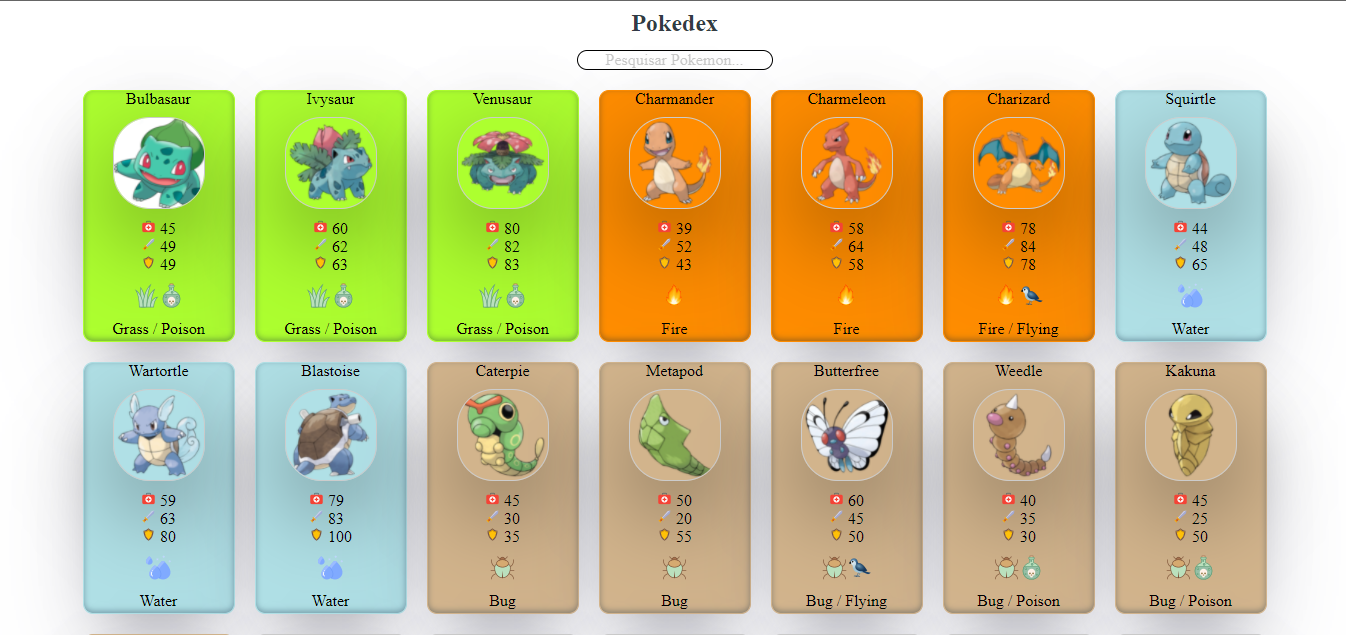 Pokedex
Pesquisar Pokemon...
Bulbasaur
45
49
49
Grass / Poison
Ivysaur
60
62
63
Grass / Poison
Venusaur
80
82
83
Grass / Poison
Charmander
39
52
43
Fire
Charmeleon
58
64
58
Fire
Charizard
78
84
78
Fire / Flying
Squirtle
44
48
65
Water
Wartortle
59
63
80
Water
Blastoise
79
83
100
Water
Caterpie
45
30
35
Bug
Metapod
50
20
55
Bug
Butterfree
60
45
50
Bug / Flying
Weedle
40
35
30
Bug / Poison
Kakuna
45
25
50
Bug / Poison